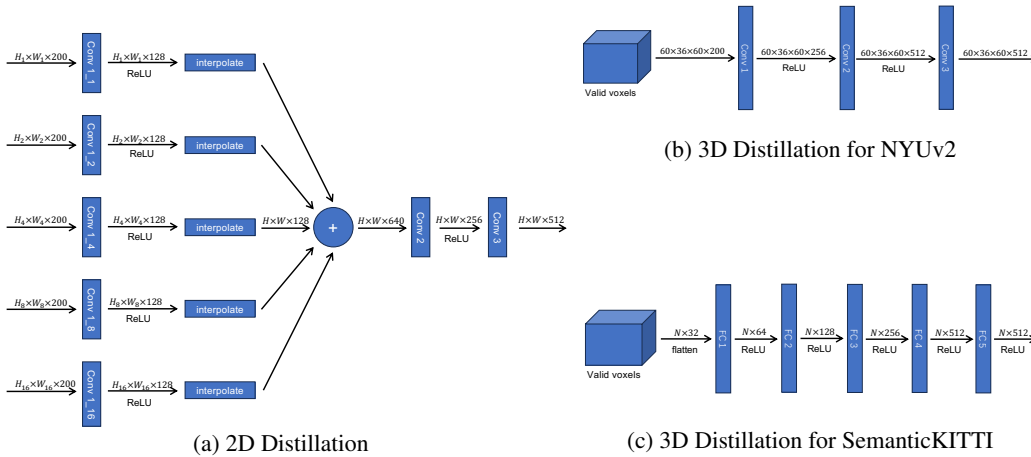 H₁×W₁×200
Conv 1_1
H₁×W₁×128
ReLU
interpolate
H₂×W₂×200
Conv 1_2
H₂×W₂×128
ReLU
interpolate
H₄×W₄×200
Conv 1_4
H₄×W₄×128
ReLU
interpolate
H×W×128
+
H×W×640
Conv 2
H×W×256
ReLU
Conv 3
H×W×512
H₈×W₈×200
Conv 1_8
H₈×W₈×128
ReLU
interpolate
H₁₆×W₁₆×200
Conv 1_16
H₁₆×W₁₆×128
ReLU
interpolate
(a) 2D Distillation
Valid voxels
60×36×60×200
Conv 1
60×36×60×256
ReLU
Conv 2
60×36×60×512
ReLU
Conv 3
60×36×60×512
(b) 3D Distillation for NYUv2
Valid voxels
N×32
flatten
FC 1
N×64
ReLU
FC 2
N×128
ReLU
FC 3
N×256
ReLU
FC 4
N×512
ReLU
FC 5
N×512
ReLU
(c) 3D Distillation for SemanticKITTI